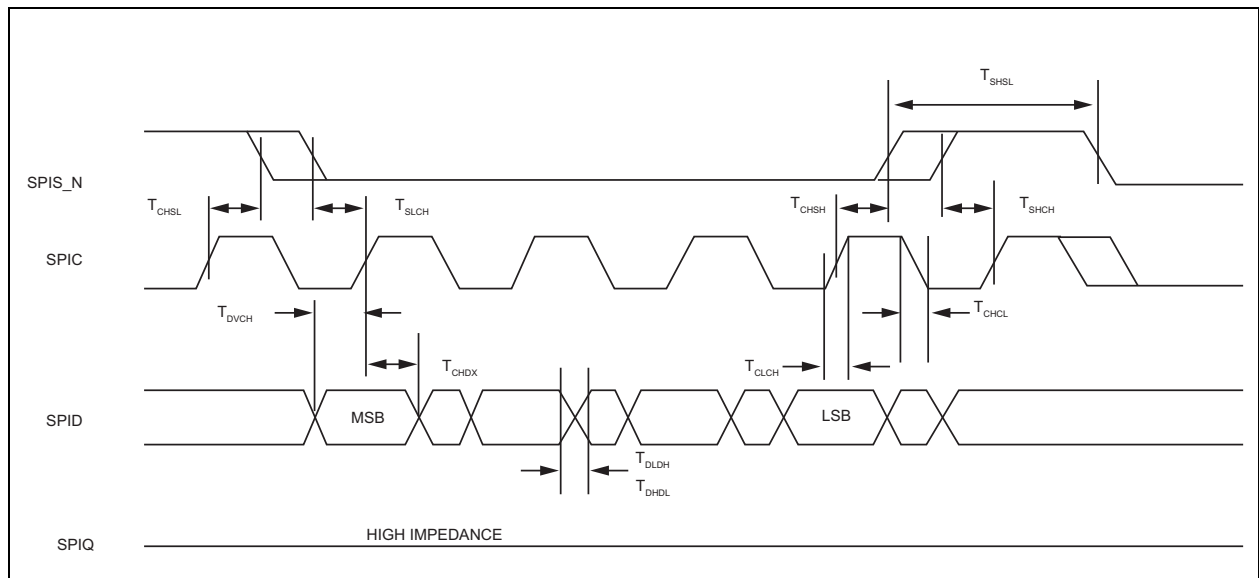 T_SHSL
SPIS_N
T_CHSL
T_SLCH
T_CHSH
T_SHCH
SPIC
T_DVCH
T_CHCL
T_CHDX
T_CLCH
SPID
MSB
LSB
T_DLDH
T_DHDL
HIGH IMPEDANCE
SPIQ